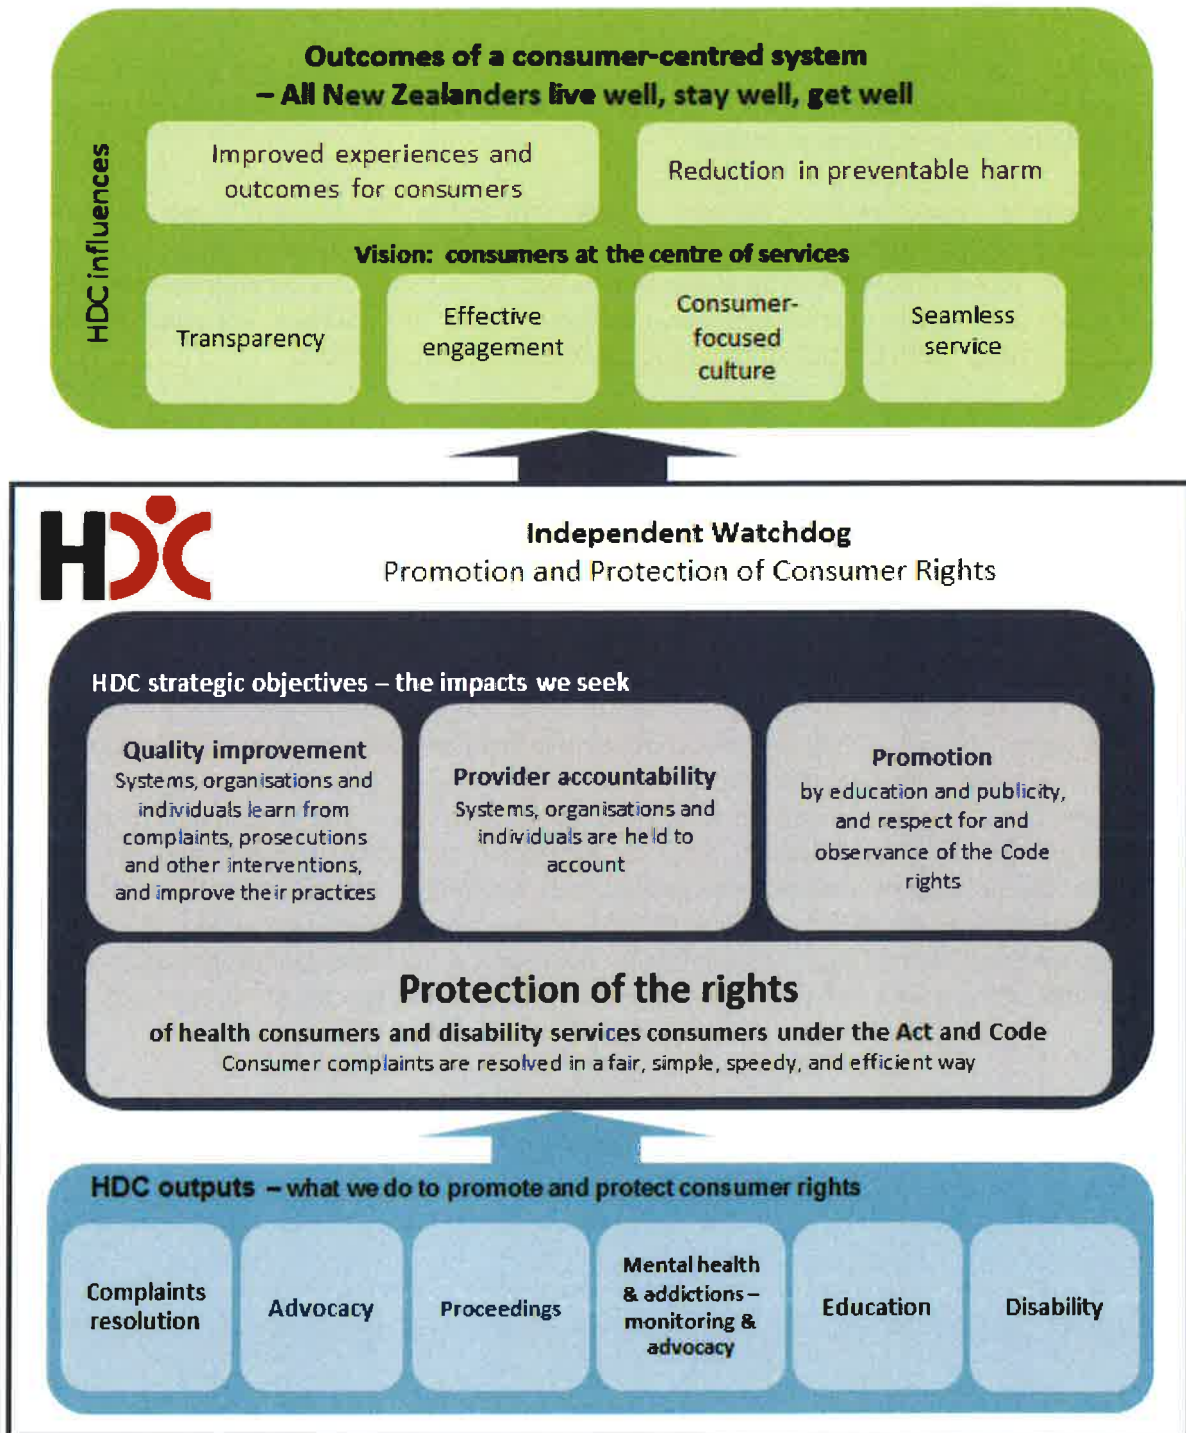 Outcomes of a consumer-centred system
– All New Zealanders live well, stay well, get well
HDC influences
Improved experiences and
outcomes for consumers
Reduction in preventable harm
Vision: consumers at the centre of services
Transparency
Effective
engagement
Consumer-
focused
culture
Seamless
service
HDC
Independent Watchdog
Promotion and Protection of Consumer Rights
HDC strategic objectives – the impacts we seek
Quality improvement
Systems, organisations and
individuals learn from
complaints, prosecutions
and other interventions,
and improve their practices
Provider accountability
Systems, organisations and
individuals are held to
account
Promotion
by education and publicity,
and respect for and
observance of the Code
rights
Protection of the rights
of health consumers and disability services consumers under the Act and Code
Consumer complaints are resolved in a fair, simple, speedy, and efficient way
HDC outputs – what we do to promote and protect consumer rights
Complaints
resolution
Advocacy
Proceedings
Mental health
& addictions –
monitoring &
advocacy
Education
Disability